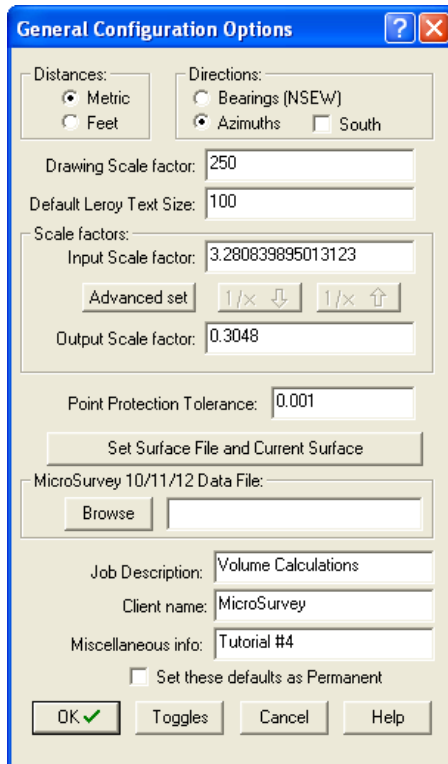 General Configuration Options
Distances:
Metric
Feet
Directions:
Bearings (NSEW)
Azimuths
South
Drawing Scale factor: 250
Default Leroy Text Size: 100
Scale factors:
Input Scale factor: 3.280839895013123
Advanced set
1/x
1/x
Output Scale factor: 0.3048
Point Protection Tolerance: 0.001
Set Surface File and Current Surface
MicroSurvey 10/11/12 Data File:
Browse
Job Description: Volume Calculations
Client name: MicroSurvey
Miscellaneous info: Tutorial #4
Set these defaults as Permanent
OK
Toggles
Cancel
Help